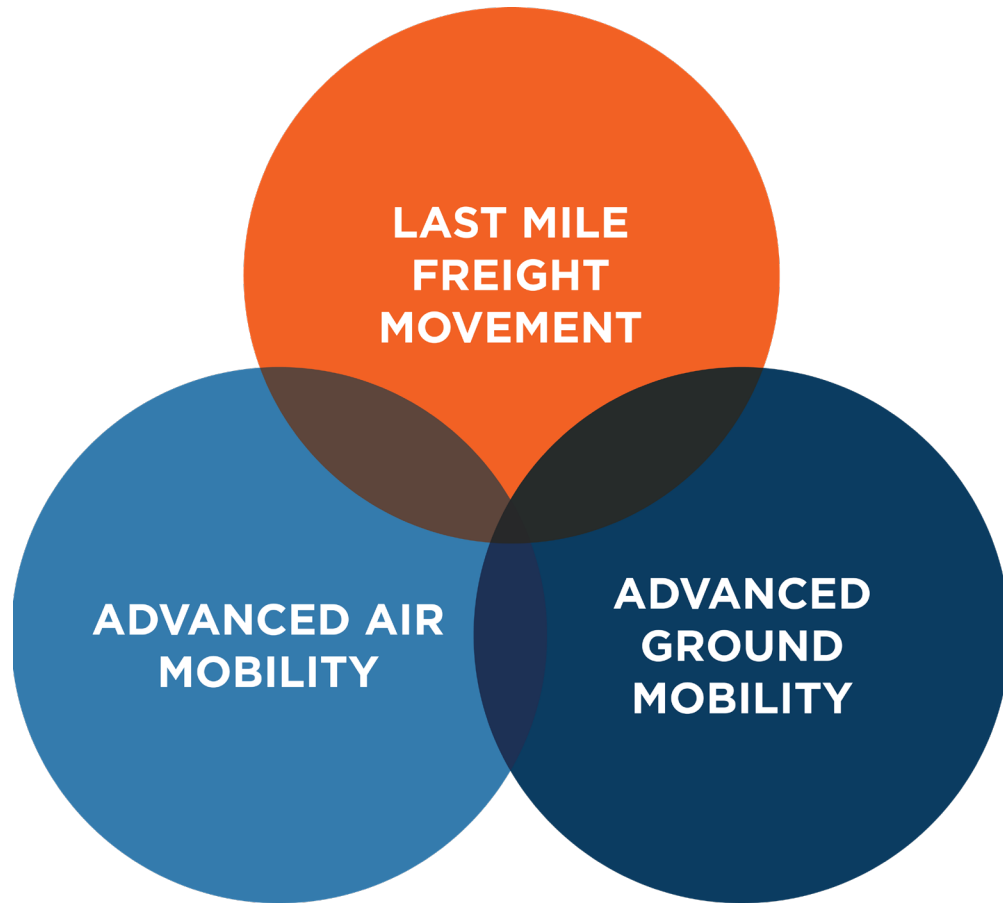 LAST MILE
FREIGHT
MOVEMENT
ADVANCED AIR
MOBILITY
ADVANCED
GROUND
MOBILITY